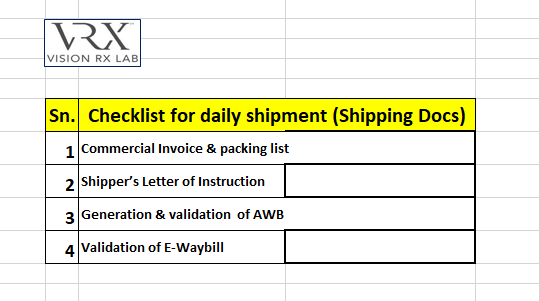 VRX™
VISION RX LAB
Sn. Checklist for daily shipment (Shipping Docs)
1 Commercial Invoice & packing list
2 Shipper’s Letter of Instruction
3 Generation & validation of AWB
4 Validation of E-Waybill